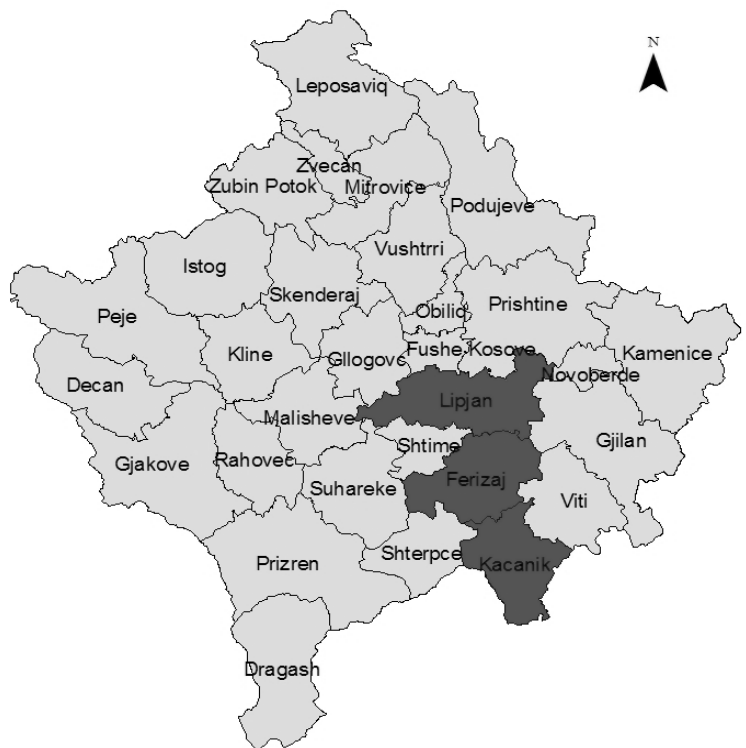 N
Leposaviq
Zvecan
Zubin Potok
Mitrovice
Podujeve
Vushtrri
Istog
Skenderaj
Obiliq
Prishtine
Peje
Fushe Kosove
Kline
Gllogovc
Kamenice
Novoberde
Decan
Lipjan
Malisheve
Shtime
Gjilan
Gjakove
Rahovec
Ferizaj
Suhareke
Viti
Shterpce
Prizren
Kacanik
Dragash